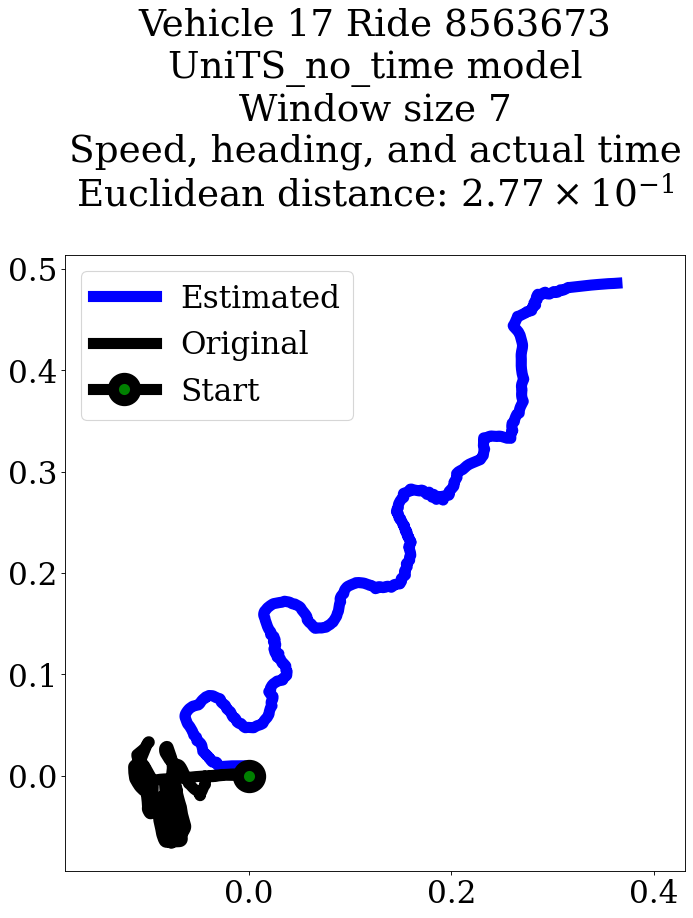 Vehicle 17 Ride 8563673
UniTS_no_time model
Window size 7
Speed, heading, and actual time
Euclidean distance: 2.77 × 10⁻¹
0.5
Estimated
Original
Start
0.4
0.3
0.2
0.1
0.0
0.0 0.2 0.4